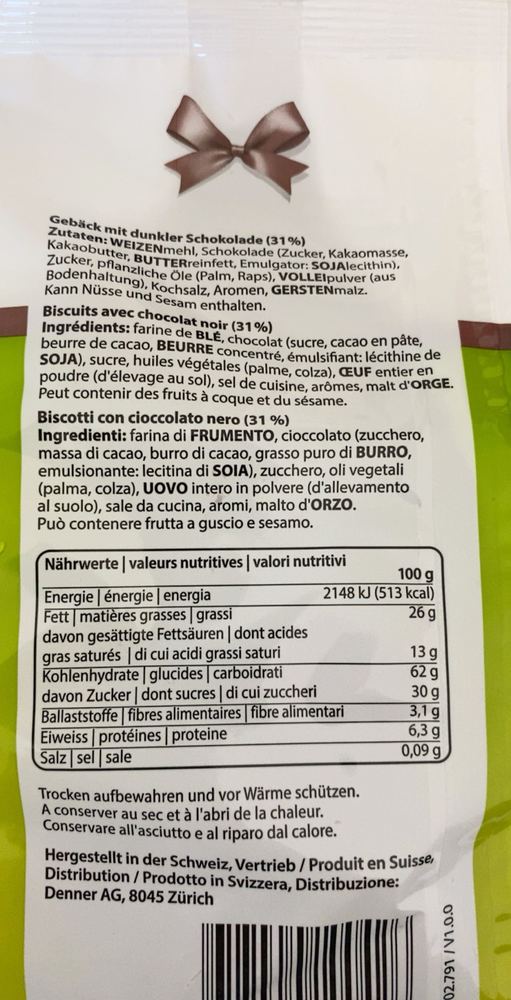 Gebäck mit dunkler Schokolade (31%)
Zutaten: WEIZENmehl, Schokolade (Zucker, Kakaomasse,
Kakaobutter, BUTTERreinfett, Emulgator: SOJAlecithin),
Zucker, pflanzliche Öle (Palm, Raps), VOLLEIpulver (aus
Bodenhaltung), Kochsalz, Aromen, GERSTENmalz.
Kann Nüsse und Sesam enthalten.
Biscuits avec chocolat noir (31%)
Ingrédients: farine de BLÉ, chocolat (sucre, cacao en pâte,
beurre de cacao, BEURRE concentré, émulsifiant: lécithine de
SOJA), sucre, huiles végétales (palme, colza), ŒUF entier en
poudre (d'élevage au sol), sel de cuisine, arômes, malt d'ORGE.
Peut contenir des fruits à coque et du sésame.
Biscotti con cioccolato nero (31 %)
Ingredienti: farina di FRUMENTO, cioccolato (zucchero,
massa di cacao, burro di cacao, grasso puro di BURRO,
emulsionante: lecitina di SOIA), zucchero, oli vegetali
(palma, colza), UOVO intero in polvere (d'allevamento
al suolo), sale da cucina, aromi, malto d'ORZO.
Può contenere frutta a guscio e sesamo.
Nährwerte | valeurs nutritives | valori nutritivi
100 g
Energie | énergie | energia 2148 kJ (513 kcal)
Fett | matières grasses | grassi 26 g
davon gesättigte Fettsäuren | dont acides
gras saturés | di cui acidi grassi saturi 13 g
Kohlenhydrate | glucides | carboidrati 62 g
davon Zucker | dont sucres | di cui zuccheri 30 g
Ballaststoffe | fibres alimentaires | fibre alimentari 3,1 g
Eiweiss | protéines | proteine 6,3 g
Salz | sel | sale 0,09 g
Trocken aufbewahren und vor Wärme schützen.
A conserver au sec et à l'abri de la chaleur.
Conservare all'asciutto e al riparo dal calore.
Hergestellt in der Schweiz, Vertrieb / Produit en Suisse,
Distribution / Prodotto in Svizzera, Distribuzione:
Denner AG, 8045 Zürich
02.791 / V1.0.0